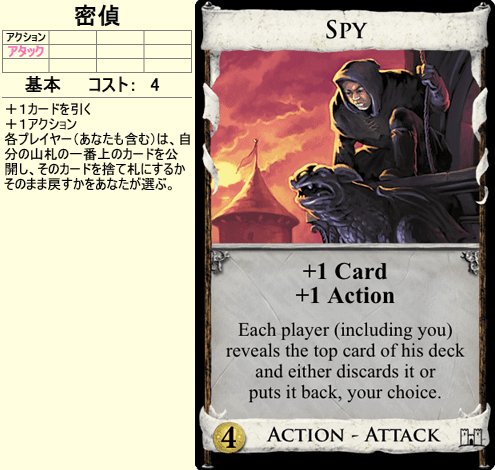 密偵
アクション
アタック
基本 コスト: 4
＋1カードを引く
＋1アクション
各プレイヤー(あなたも含む)は、自
分の山札の一番上のカードを公
開し、そのカードを捨て札にするか
そのまま戻すかをあなたが選ぶ。
SPY
+1 Card
+1 Action
Each player (including you)
reveals the top card of his deck
and either discards it or
puts it back, your choice.
4 ACTION - ATTACK